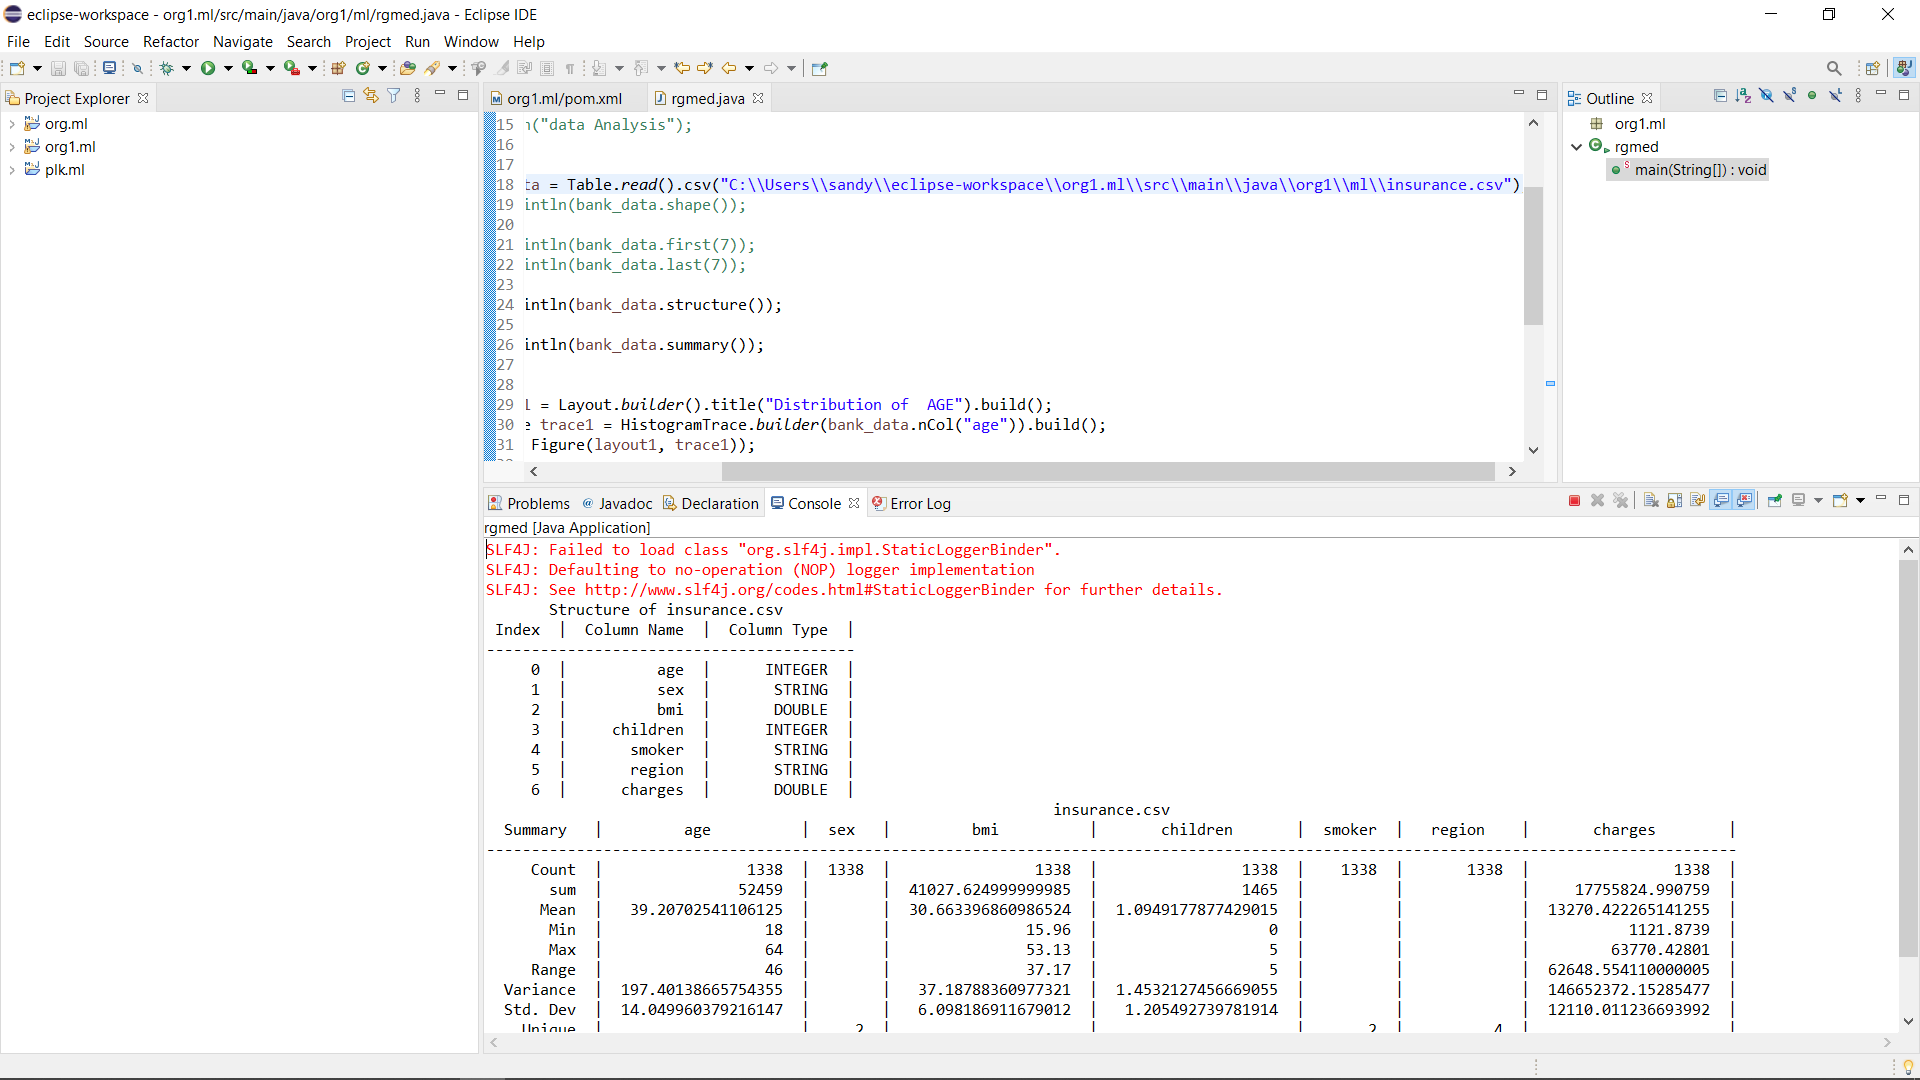 eclipse-workspace - org1.ml/src/main/java/org1/ml/rgmed.java - Eclipse IDE
File Edit Source Refactor Navigate Search Project Run Window Help
Project Explorer
org.ml
org1.ml
plk.ml
org1.ml/pom.xml rgmed.java
15 n("data Analysis");
16
17
18 ta = Table.read().csv("C:\\Users\\sandy\\eclipse-workspace\\org1.ml\\src\\main\\java\\org1\\ml\\insurance.csv")
19 intln(bank_data.shape());
20
21 intln(bank_data.first(7));
22 intln(bank_data.last(7));
23
24 intln(bank_data.structure());
25
26 intln(bank_data.summary());
27
28
29 l = Layout.builder().title("Distribution of  AGE").build();
30 e trace1 = HistogramTrace.builder(bank_data.nCol("age")).build();
31 Figure(layout1, trace1));
Outline
org1.ml
rgmed
main(String[]) : void
Problems Javadoc Declaration Console Error Log
rgmed [Java Application]
SLF4J: Failed to load class "org.slf4j.impl.StaticLoggerBinder".
SLF4J: Defaulting to no-operation (NOP) logger implementation
SLF4J: See http://www.slf4j.org/codes.html#StaticLoggerBinder for further details.
Structure of insurance.csv
Index | Column Name | Column Type |
-----------------------------------------
0 | age | INTEGER |
1 | sex | STRING |
2 | bmi | DOUBLE |
3 | children | INTEGER |
4 | smoker | STRING |
5 | region | STRING |
6 | charges | DOUBLE |
insurance.csv
Summary | age | sex | bmi | children | smoker | region | charges |
-------------------------------------------------------------------------------------------------------------------------------------------
Count | 1338 | 1338 | 1338 | 1338 | 1338 | 1338 | 1338 |
sum | 52459 | | 41027.624999999985 | 1465 | | | 17755824.990759 |
Mean | 39.20702541106125 | | 30.663396860986524 | 1.0949177877429015 | | | 13270.422265141255 |
Min | 18 | | 15.96 | 0 | | | 1121.8739 |
Max | 64 | | 53.13 | 5 | | | 63770.42801 |
Range | 46 | | 37.17 | 5 | | | 62648.554110000005 |
Variance | 197.40138665754355 | | 37.18788360977321 | 1.4532127456669055 | | | 146652372.15285477 |
Std. Dev | 14.049960379216147 | | 6.098186911679012 | 1.205492739781914 | | | 12110.011236693992 |
Unique | | 2 | | | 2 | 4 | |